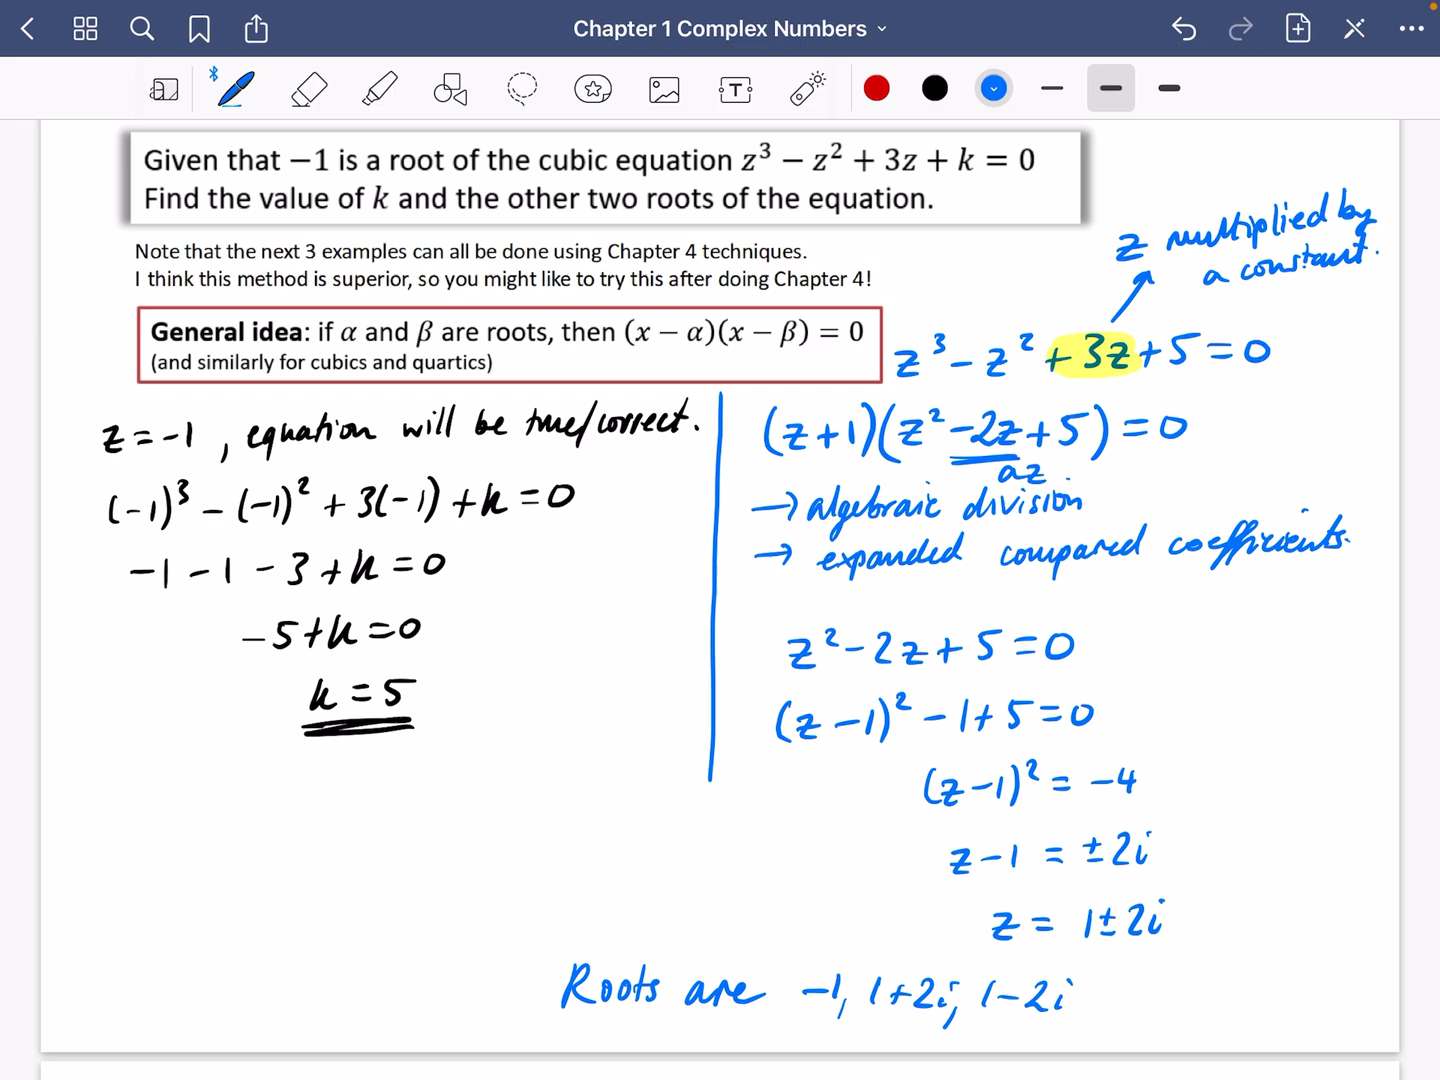 Chapter 1 Complex Numbers
Given that −1 is a root of the cubic equation z³ − z² + 3z + k = 0
Find the value of k and the other two roots of the equation.
Note that the next 3 examples can all be done using Chapter 4 techniques.
I think this method is superior, so you might like to try this after doing Chapter 4!
General idea: if α and β are roots, then (x − α)(x − β) = 0
(and similarly for cubics and quartics)
z = -1, equation will be true/correct.
(-1)³ - (-1)² + 3(-1) + k = 0
-1 - 1 - 3 + k = 0
-5 + k = 0
k = 5
z multiplied by
a constant.
z³ - z² + 3z + 5 = 0
(z+1)(z² - 2z + 5) = 0
az
→ algebraic division
→ expanded compared coefficients.
z² - 2z + 5 = 0
(z-1)² - 1 + 5 = 0
(z-1)² = -4
z - 1 = ± 2i
z = 1 ± 2i
Roots are -1, 1+2i, 1-2i